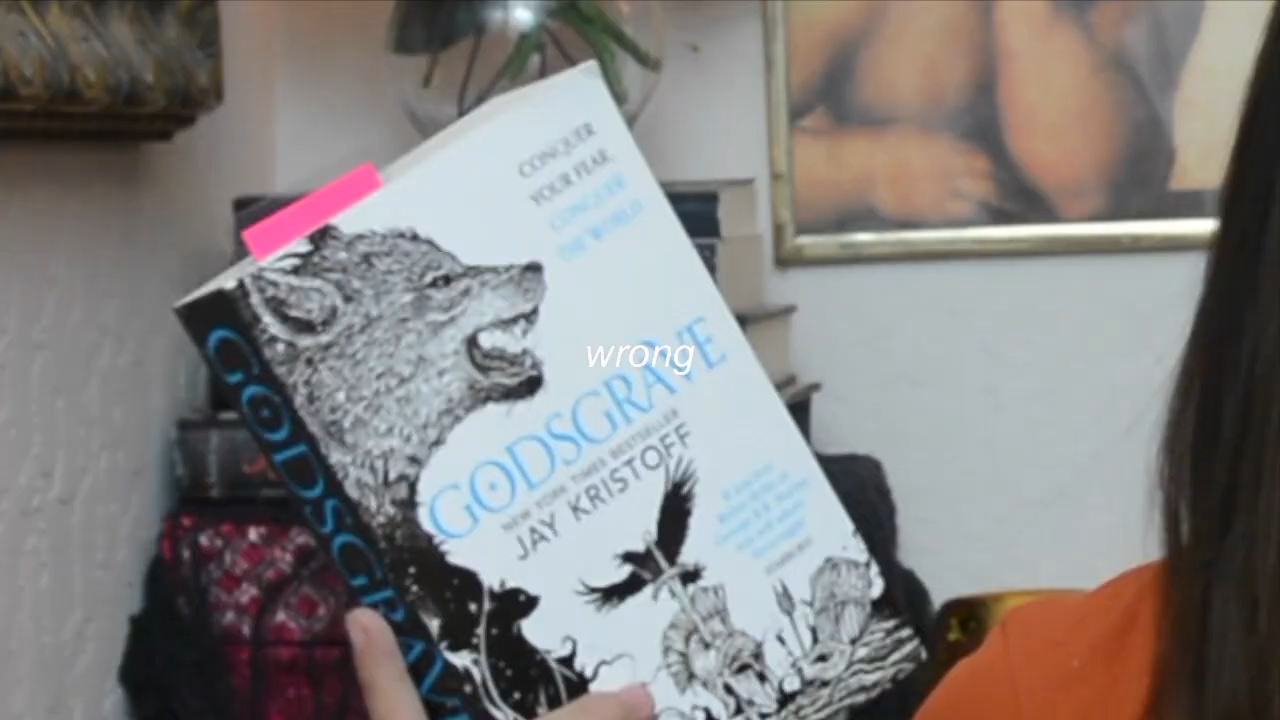 CONQUER
YOUR FEAR
CONQUER
THE WORLD
wrong
GODSGRAVE
NEW YORK TIMES BESTSELLER
JAY KRISTOFF
GODSGRAVE